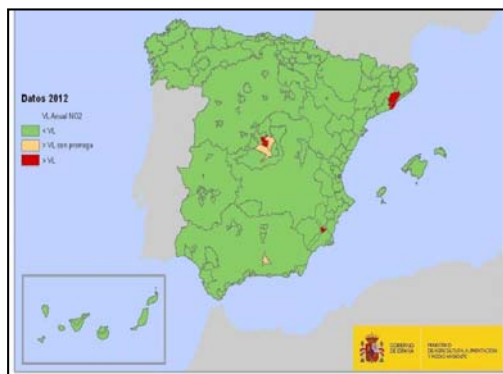 Datos 2012
VL Anual NO2
< VL
> VL con prorroga
> VL
GOBIERNO
DE ESPAÑA
MINISTERIO
DE AGRICULTURA, ALIMENTACIÓN
Y MEDIO AMBIENTE